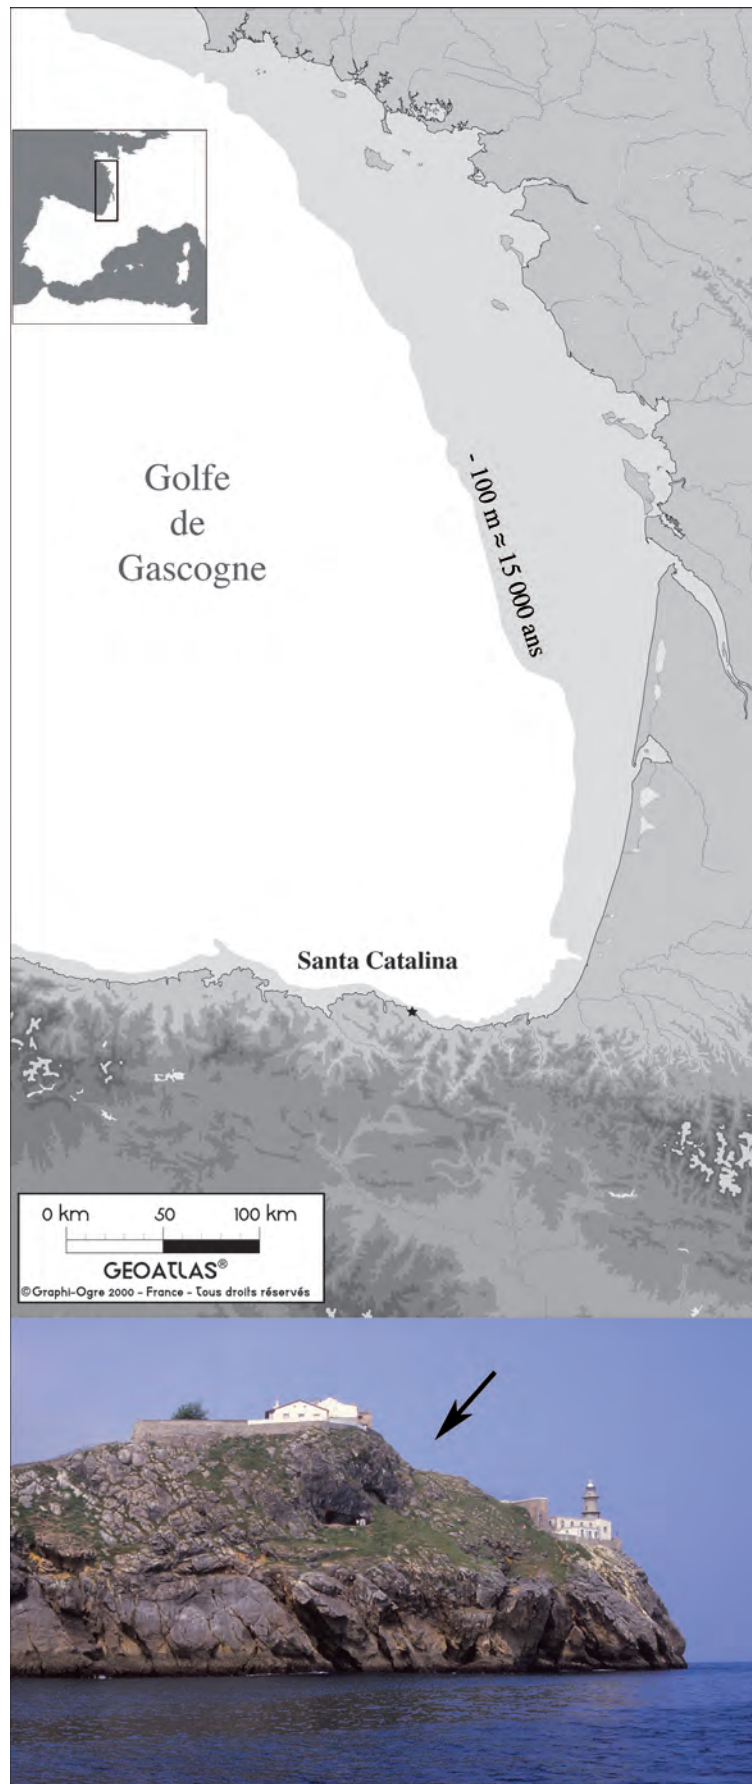 Golfe
de
Gascogne
- 100 m ≈ 15 000 ans
Santa Catalina
0 km 50 100 km
GEOATLAS®
©Graphi-Ogre 2000 - France - Tous droits réservés